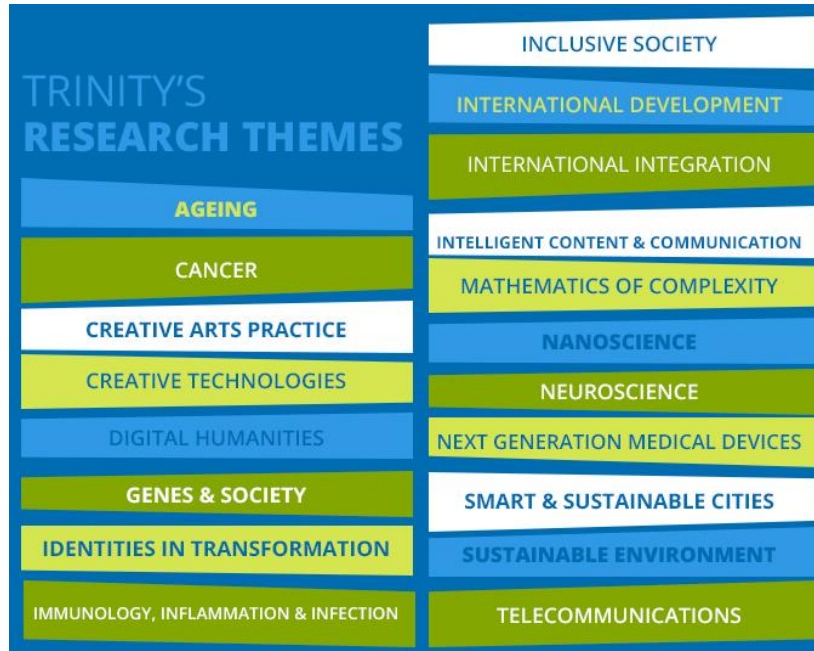 TRINITY'S
RESEARCH THEMES
AGEING
CANCER
CREATIVE ARTS PRACTICE
CREATIVE TECHNOLOGIES
DIGITAL HUMANITIES
GENES & SOCIETY
IDENTITIES IN TRANSFORMATION
IMMUNOLOGY, INFLAMMATION & INFECTION
INCLUSIVE SOCIETY
INTERNATIONAL DEVELOPMENT
INTERNATIONAL INTEGRATION
INTELLIGENT CONTENT & COMMUNICATION
MATHEMATICS OF COMPLEXITY
NANOSCIENCE
NEUROSCIENCE
NEXT GENERATION MEDICAL DEVICES
SMART & SUSTAINABLE CITIES
SUSTAINABLE ENVIRONMENT
TELECOMMUNICATIONS